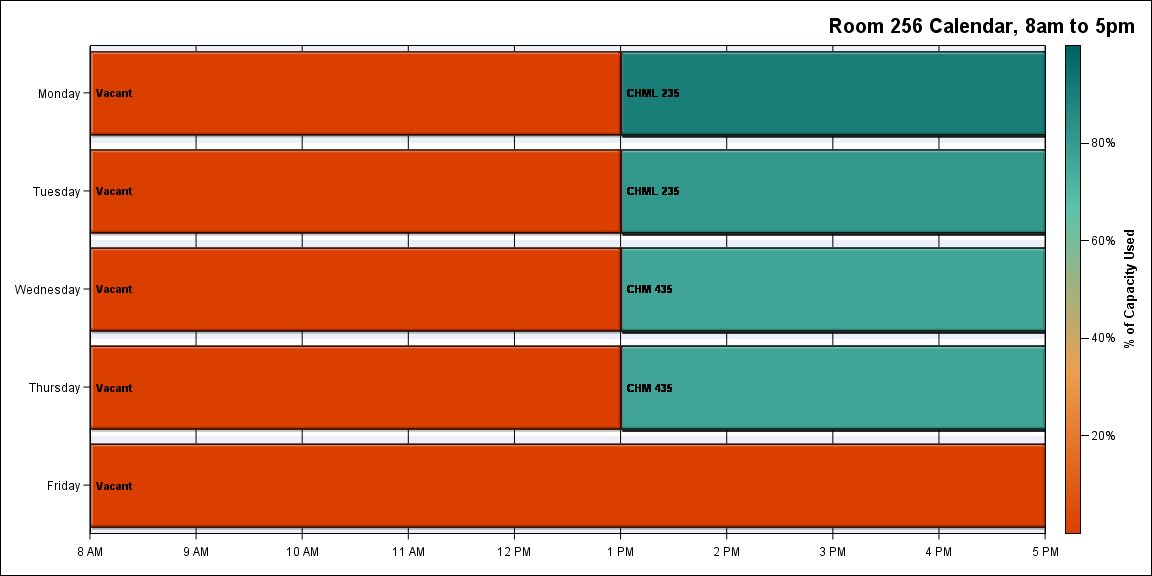 Room 256 Calendar, 8am to 5pm
Monday
Vacant
CHML 235
Tuesday
Vacant
CHML 235
Wednesday
Vacant
CHM 435
Thursday
Vacant
CHM 435
Friday
Vacant
8 AM
9 AM
10 AM
11 AM
12 PM
1 PM
2 PM
3 PM
4 PM
5 PM
80%
60%
40%
20%
% of Capacity Used